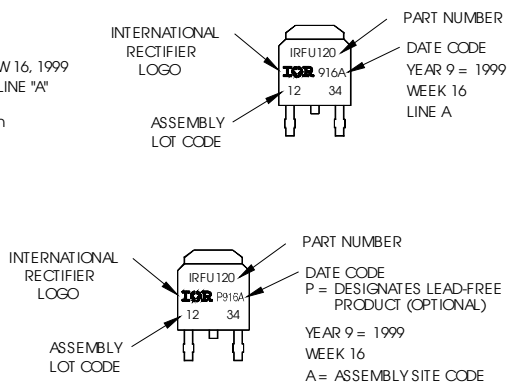 W 16, 1999
LINE "A"
INTERNATIONAL
RECTIFIER
LOGO
ASSEMBLY
LOT CODE
IRFU120
IOR 916A
12 34
PART NUMBER
DATE CODE
YEAR 9 = 1999
WEEK 16
LINE A
INTERNATIONAL
RECTIFIER
LOGO
ASSEMBLY
LOT CODE
IRFU120
IOR P916A
12 34
PART NUMBER
DATE CODE
P = DESIGNATES LEAD-FREE
PRODUCT (OPTIONAL)
YEAR 9 = 1999
WEEK 16
A = ASSEMBLY SITE CODE